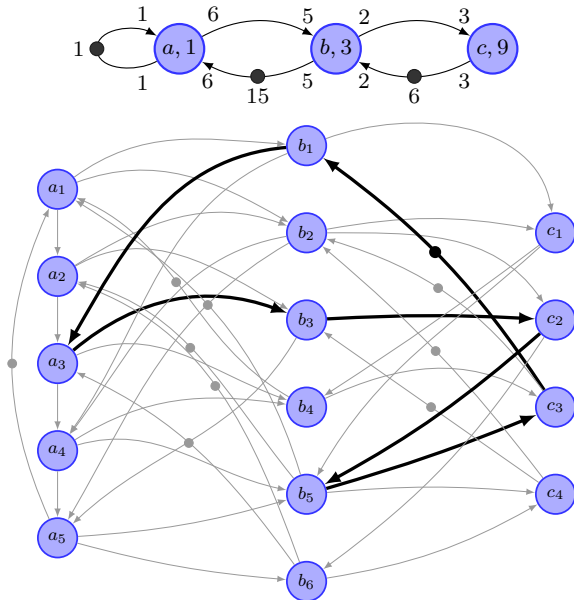 1 6 5 2 3
1 a, 1 b, 3 c, 9
1 6 15 5 2 6 3
b₁
a₁
b₂ c₁
a₂
b₃ c₂
a₃
b₄ c₃
a₄
b₅ c₄
a₅
b₆